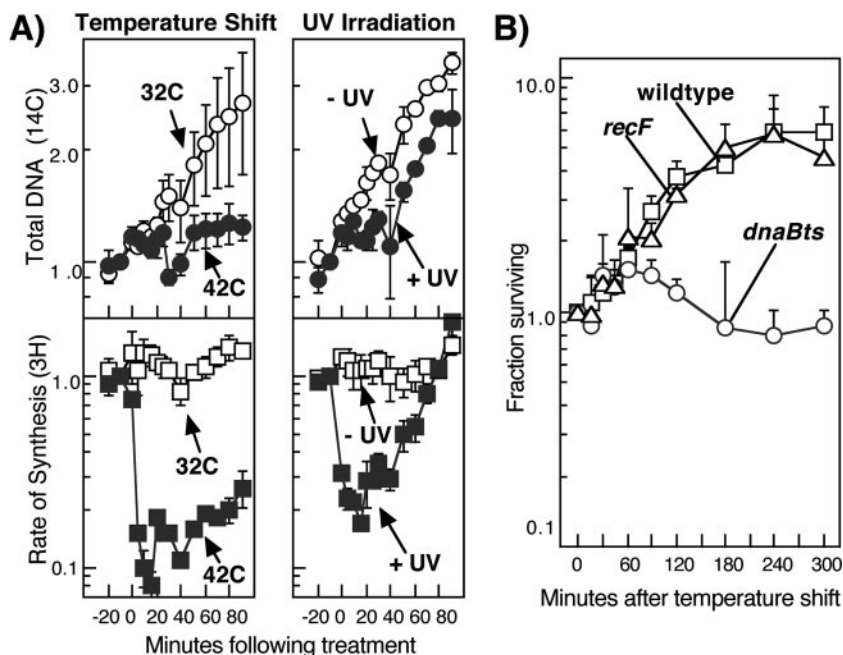 A)
Temperature Shift
UV Irradiation
Total DNA (14C)
3.0
2.0
1.0
32C
42C
- UV
+ UV
Rate of Synthesis (3H)
1.0
0.1
32C
42C
- UV
+ UV
-20 0 20 40 60 80
-20 0 20 40 60 80
Minutes following treatment
B)
Fraction surviving
10.0
1.0
0.1
wildtype
recF
dnaBts
0 60 120 180 240 300
Minutes after temperature shift